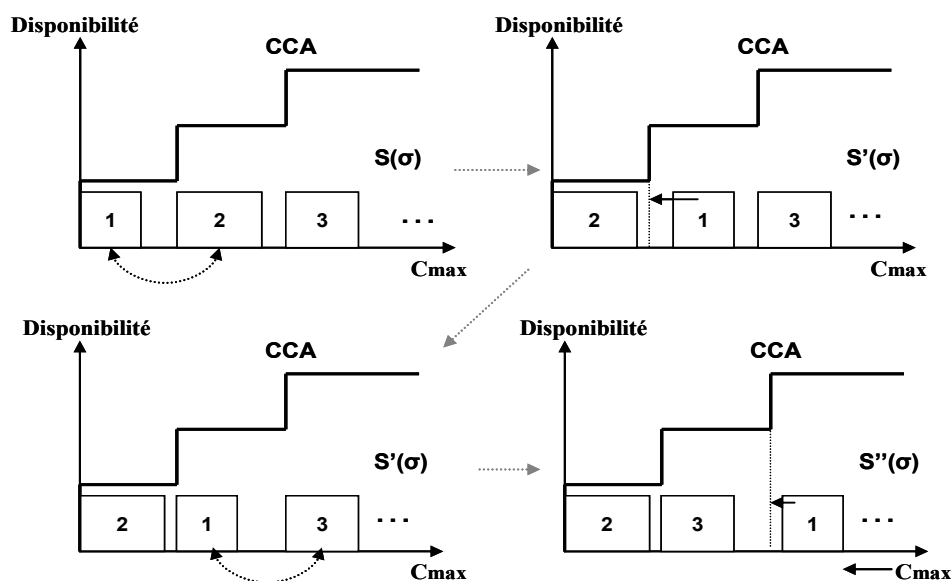 Disponibilité
CCA
S(σ)
1
2
3
...
Cmax
Disponibilité
CCA
S’(σ)
2
1
3
...
Cmax
Disponibilité
CCA
S’(σ)
2
1
3
...
Cmax
Disponibilité
CCA
S’’(σ)
2
3
1
...
Cmax